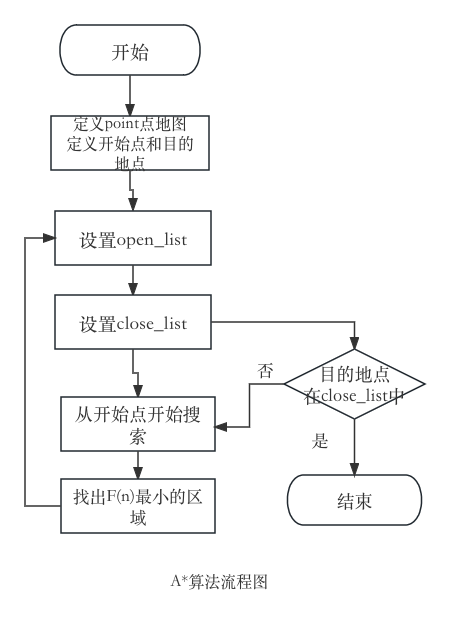 开始
定义point点地图
定义开始点和目的
地点
设置open_list
设置close_list
否
目的地点
在close_list中
从开始点开始搜
索
是
找出F(n)最小的区
域
结束
A*算法流程图